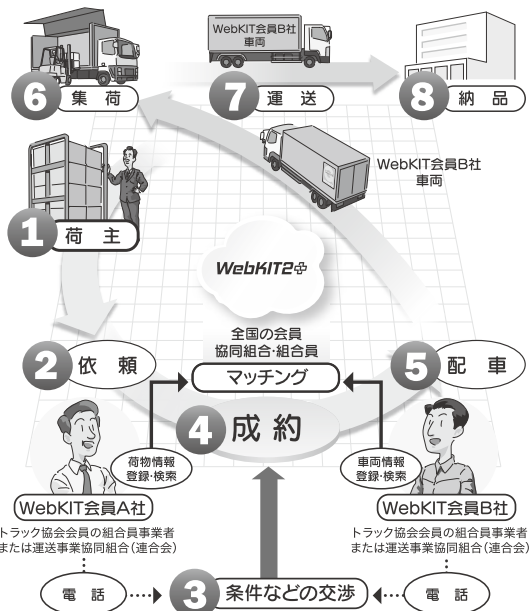 WebKIT会員B社
車両
6 集荷
7 運送
8 納品
WebKIT会員B社
車両
1 荷主
WebKIT2+
全国の会員
協同組合・組合員
マッチング
2 依頼
5 配車
4 成約
荷物情報
登録・検索
車両情報
登録・検索
WebKIT会員A社
トラック協会会員の組合員事業者
または運送事業協同組合（連合会）
WebKIT会員B社
トラック協会会員の組合員事業者
または運送事業協同組合（連合会）
電話
3 条件などの交渉
電話